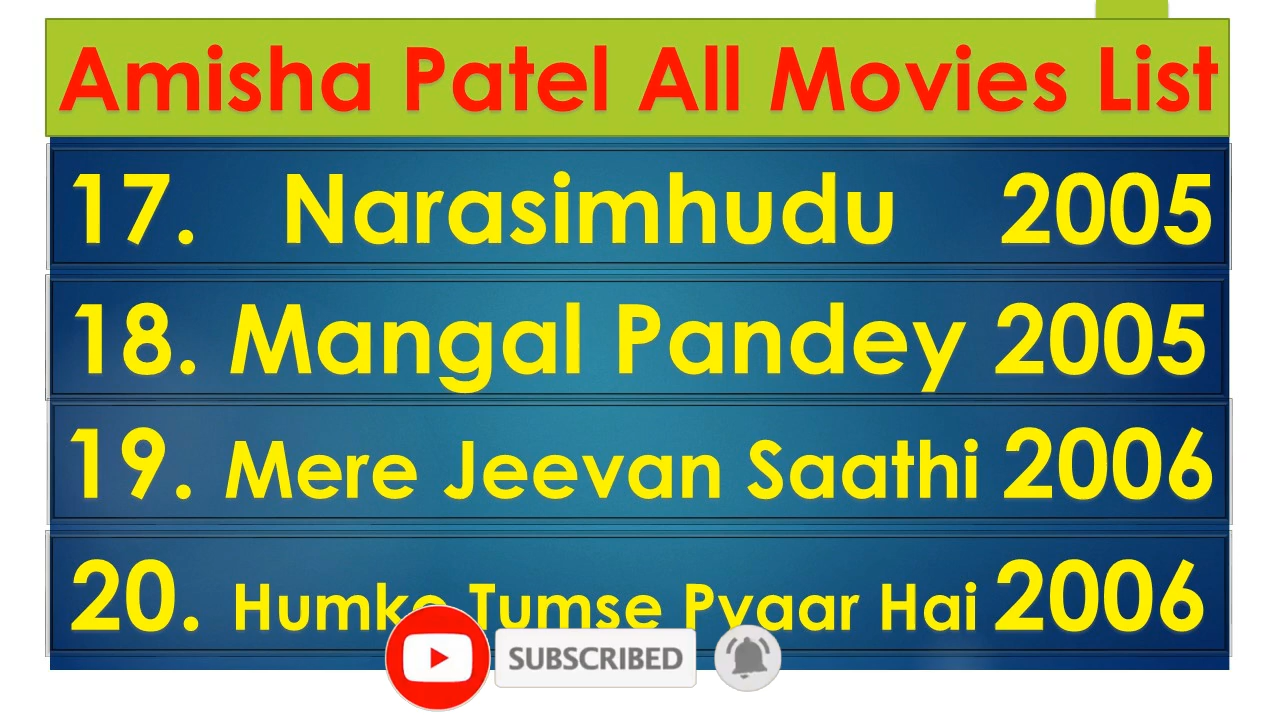 Amisha Patel All Movies List
17. Narasimhudu 2005
18. Mangal Pandey 2005
19. Mere Jeevan Saathi 2006
20. Humko Tumse Pyaar Hai 2006
SUBSCRIBED